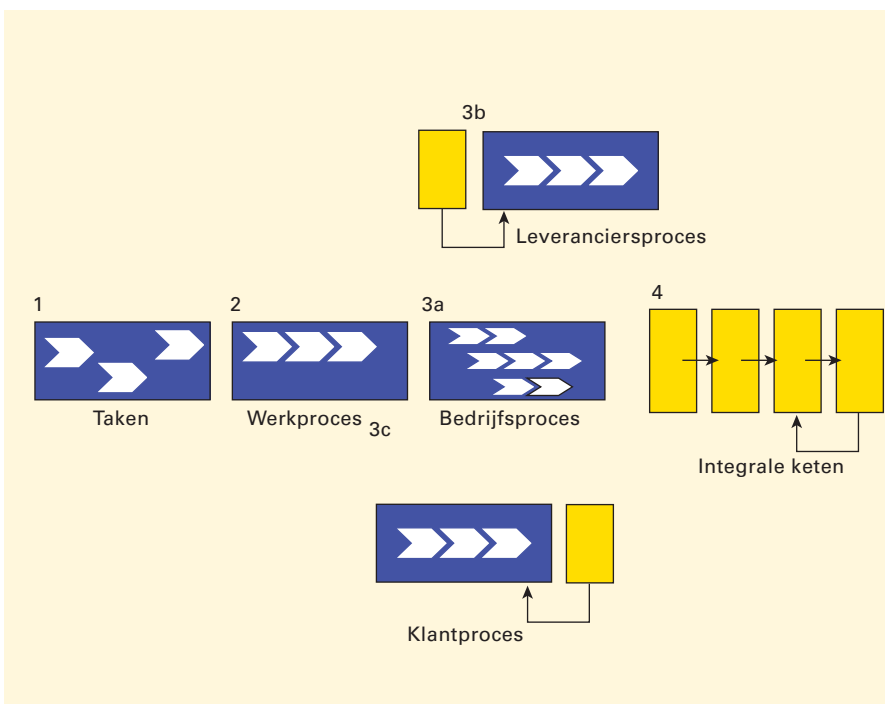 3b
Leveranciersproces
1
2
3a
4
Taken
Werkproces
3c
Bedrijfsproces
Integrale keten
Klantproces